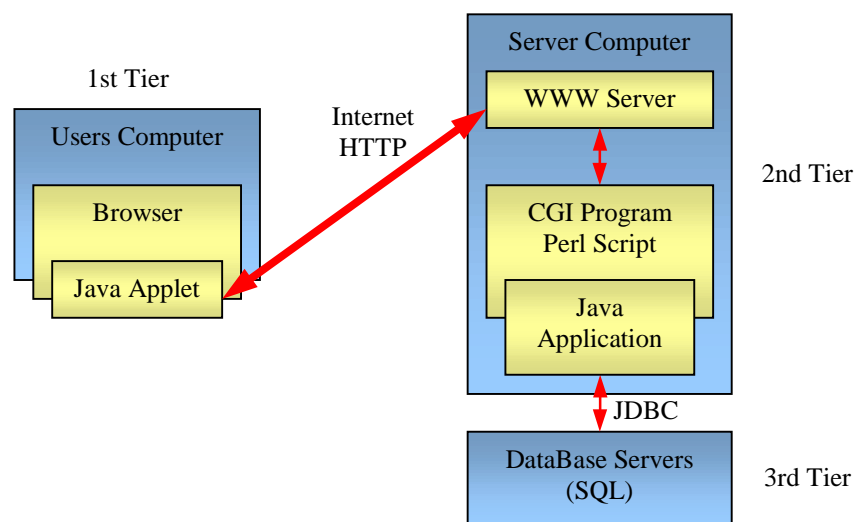 1st Tier
Users Computer
Browser
Java Applet
Internet
HTTP
Server Computer
WWW Server
CGI Program
Perl Script
Java
Application
2nd Tier
JDBC
DataBase Servers
(SQL)
3rd Tier